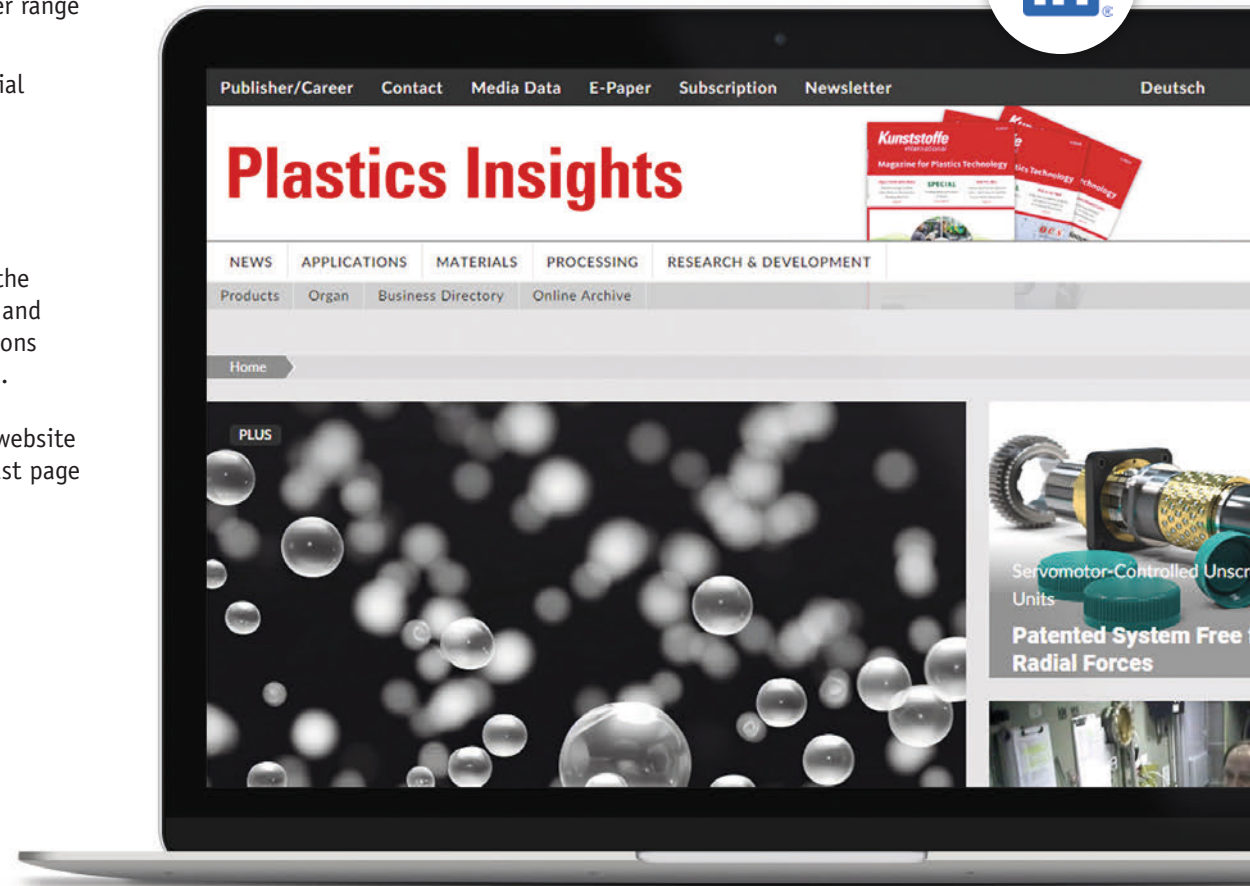 er range
ial
the
and
ons
.
website
st page
in®
Publisher/Career Contact Media Data E-Paper Subscription Newsletter Deutsch
Plastics Insights
Kunststoffe
international
Magazine for Plastics Technology
SPECIAL
NEWS APPLICATIONS MATERIALS PROCESSING RESEARCH & DEVELOPMENT
Products Organ Business Directory Online Archive
Home
PLUS
Servomotor-Controlled Unscr
Units
Patented System Free
Radial Forces